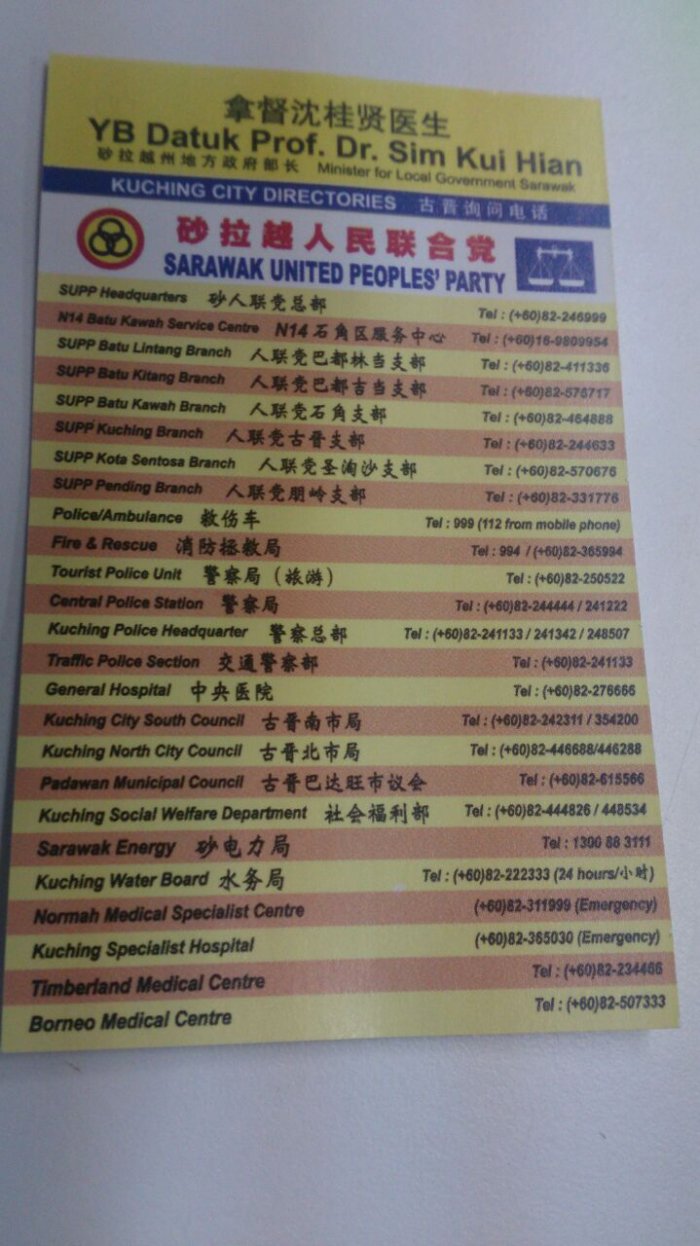 拿督沈桂贤医生
YB Datuk Prof. Dr. Sim Kui Hian
砂拉越州地方政府部长 Minister for Local Government Sarawak
KUCHING CITY DIRECTORIES 古晋询问电话
砂拉越人民联合党
SARAWAK UNITED PEOPLES' PARTY
SUPP Headquarters 砂人联党总部 Tel : (+60)82-246999
N14 Batu Kawah Service Centre N14石角区服务中心 Tel : (+60)16-9809954
SUPP Batu Lintang Branch 人联党巴都林当支部 Tel : (+60)82-411336
SUPP Batu Kitang Branch 人联党巴都吉当支部 Tel : (+60)82-576717
SUPP Batu Kawah Branch 人联党石角支部 Tel : (+60)82-464888
SUPP Kuching Branch 人联党古晋支部 Tel : (+60)82-244633
SUPP Kota Sentosa Branch 人联党圣淘沙支部 Tel : (+60)82-570676
SUPP Pending Branch 人联党朋岭支部 Tel : (+60)82-331776
Police/Ambulance 救伤车 Tel : 999 (112 from mobile phone)
Fire & Rescue 消防拯救局 Tel : 994 / (+60)82-365994
Tourist Police Unit 警察局（旅游） Tel : (+60)82-250522
Central Police Station 警察局 Tel : (+60)82-244444 / 241222
Kuching Police Headquarter 警察总部 Tel : (+60)82-241133 / 241342 / 248507
Traffic Police Section 交通警察部 Tel : (+60)82-241133
General Hospital 中央医院 Tel : (+60)82-276666
Kuching City South Council 古晋南市局 Tel : (+60)82-242311 / 354200
Kuching North City Council 古晋北市局 Tel : (+60)82-446688/446288
Padawan Municipal Council 古晋巴达旺市议会 Tel : (+60)82-615566
Kuching Social Welfare Department 社会福利部 Tel : (+60)82-444826 / 448534
Sarawak Energy 砂电力局 Tel : 1300 88 3111
Kuching Water Board 水务局 Tel : (+60)82-222333 (24 hours/小时)
Normah Medical Specialist Centre (+60)82-311999 (Emergency)
Kuching Specialist Hospital (+60)82-365030 (Emergency)
Timberland Medical Centre Tel : (+60)82-234466
Borneo Medical Centre Tel : (+60)82-507333